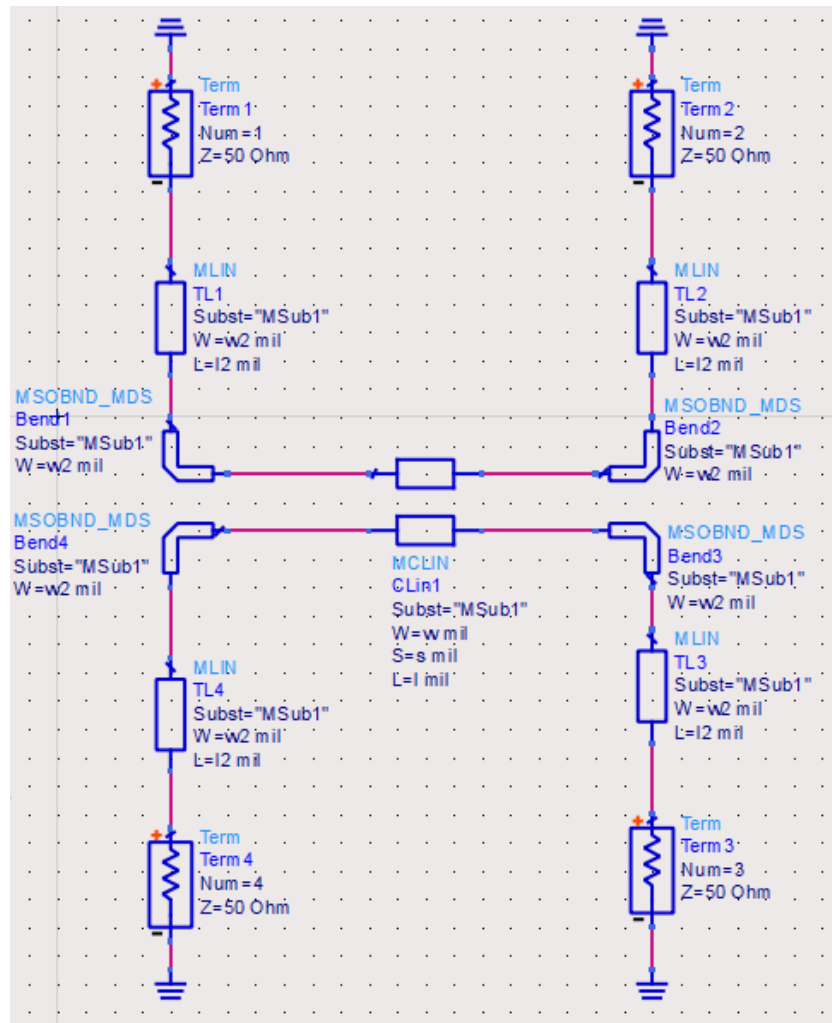 +
Term
Term1
Num=1
Z=50 Ohm
-
+
Term
Term2
Num=2
Z=50 Ohm
-
MLIN
TL1
Subst="MSub1"
W=w2 mil
L=l2 mil
MLIN
TL2
Subst="MSub1"
W=w2 mil
L=l2 mil
MSOBND_MDS
Bend1
Subst="MSub1"
W=w2 mil
MSOBND_MDS
Bend2
Subst="MSub1"
W=w2 mil
MSOBND_MDS
Bend4
Subst="MSub1"
W=w2 mil
MCLIN
CLin1
Subst="MSub1"
W=w mil
S=s mil
L=l mil
MSOBND_MDS
Bend3
Subst="MSub1"
W=w2 mil
MLIN
TL4
Subst="MSub1"
W=w2 mil
L=l2 mil
MLIN
TL3
Subst="MSub1"
W=w2 mil
L=l2 mil
+
Term
Term4
Num=4
Z=50 Ohm
-
+
Term
Term3
Num=3
Z=50 Ohm
-